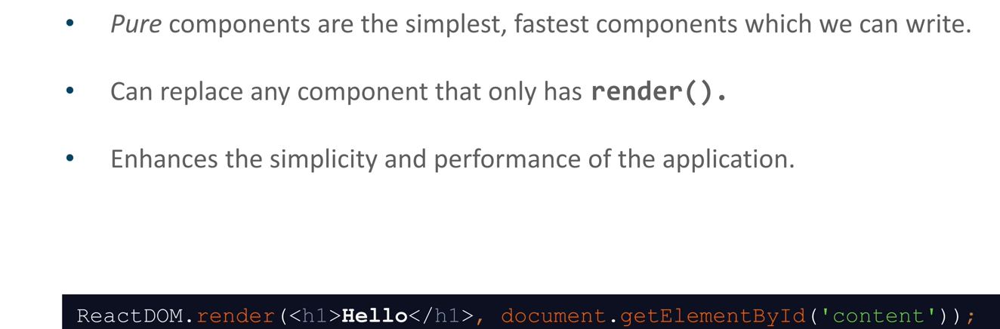 • Pure components are the simplest, fastest components which we can write.
• Can replace any component that only has render().
• Enhances the simplicity and performance of the application.
ReactDOM.render(<h1>Hello</h1>, document.getElementById('content'));